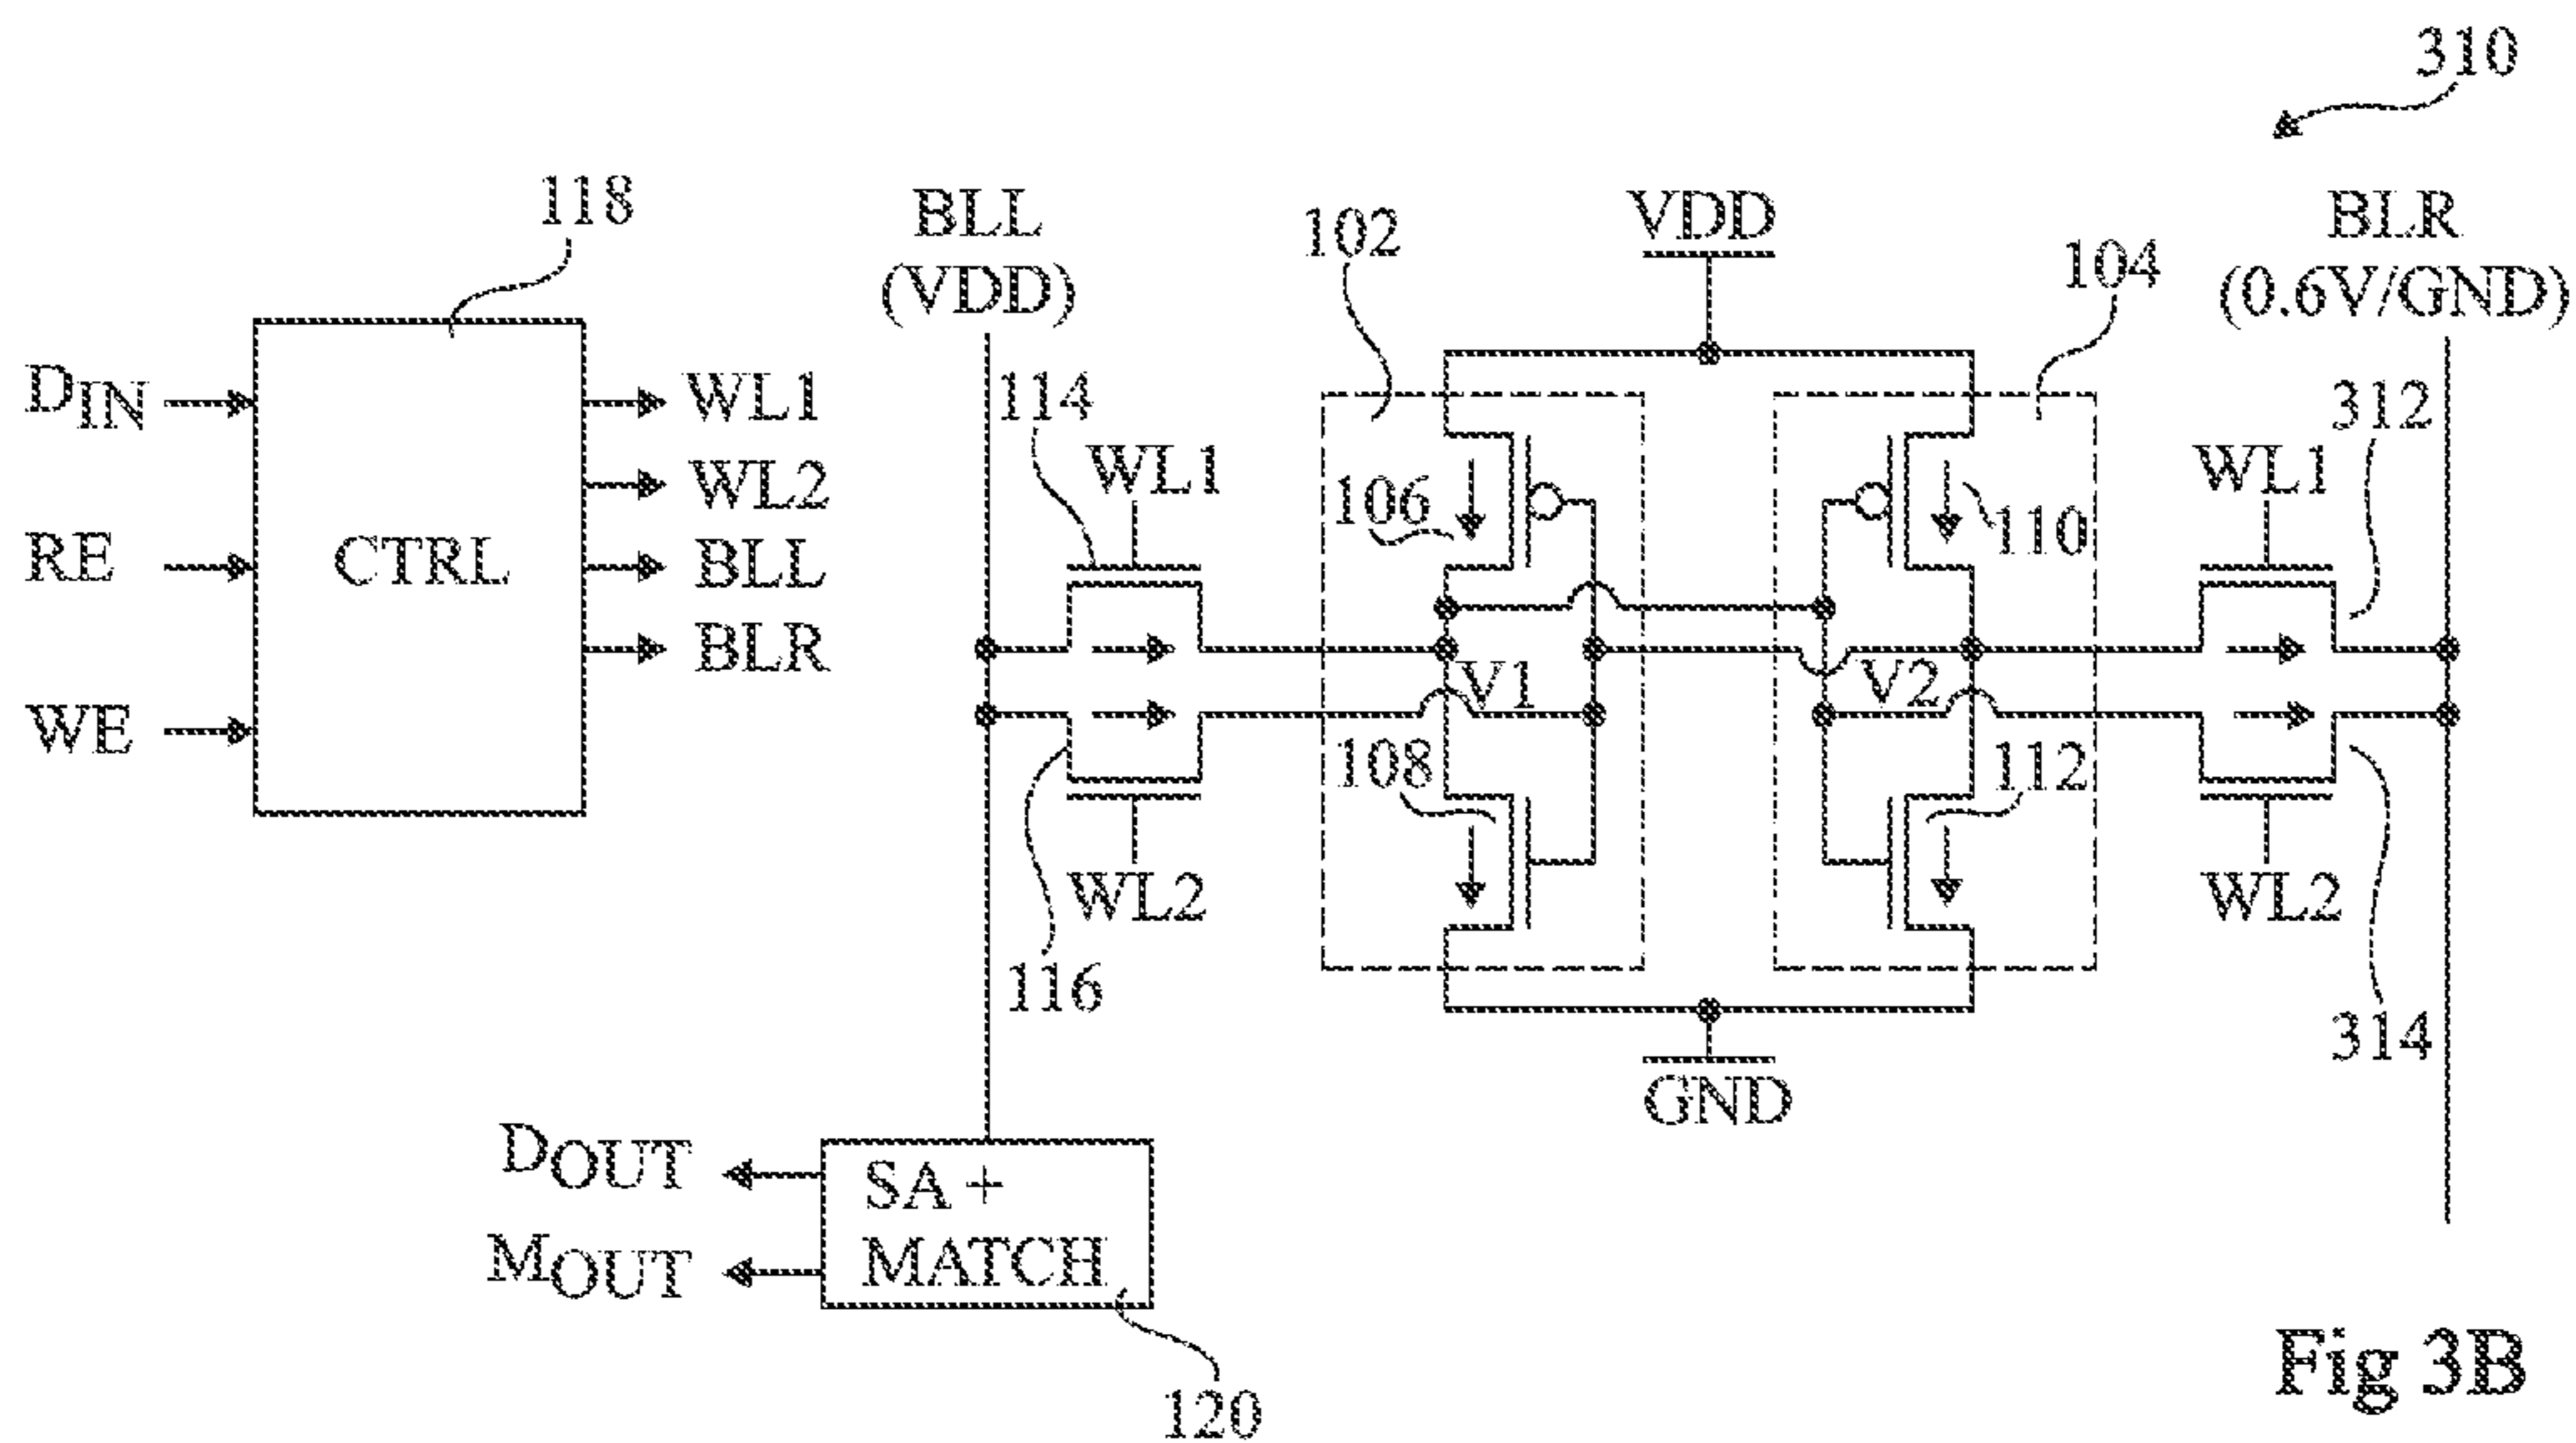 310
118
BLL
(VDD)
102
VDD
104
BLR
(0.6V/GND)
DIN
RE
WE
CTRL
WL1
WL2
BLL
BLR
114
WL1
106
110
WL1
312
V1
V2
108
112
116
WL2
WL2
314
GND
DOUT
MOUT
SA +
MATCH
120
Fig 3B